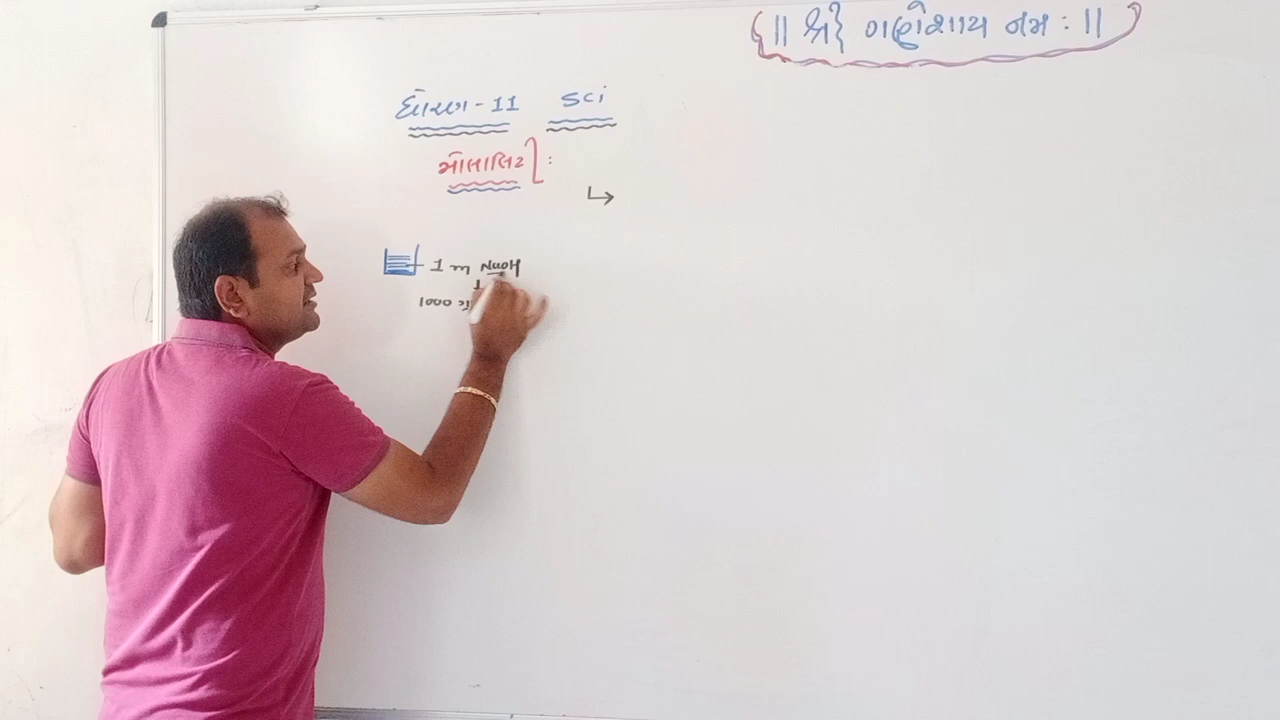 ॥ શ્રી ગણેશાય નમઃ ॥
ધોરણ-11 Sci
મોલાલિટી :
1 m NaOH
1000